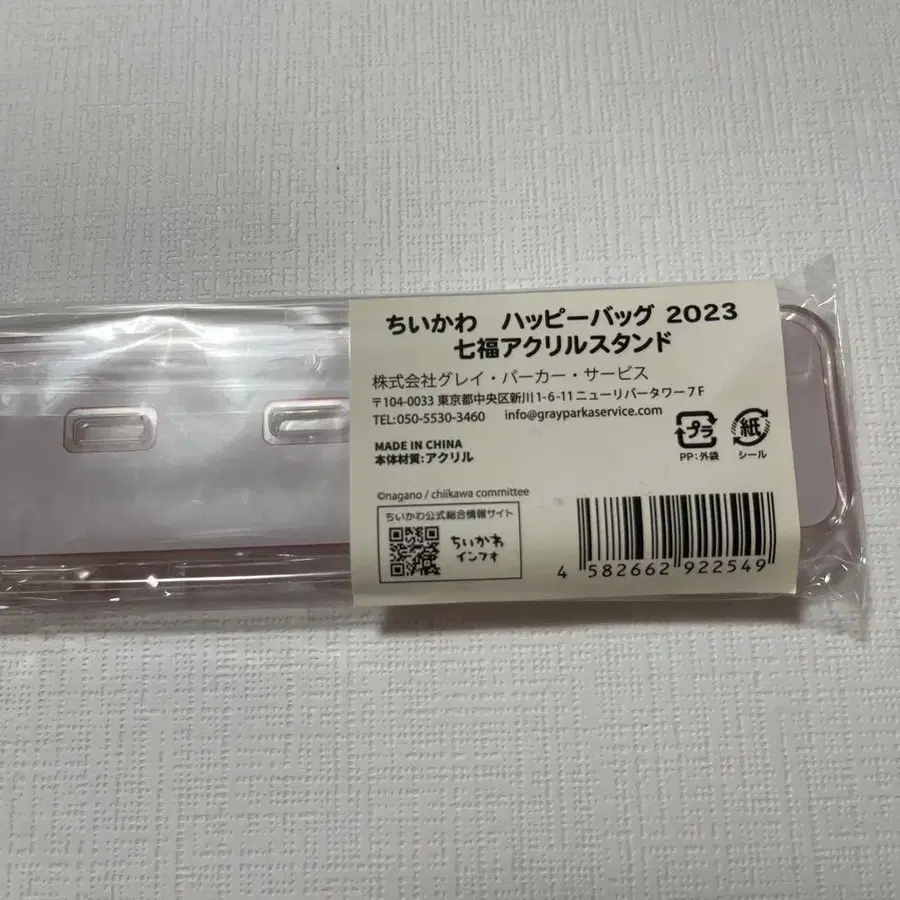 ちいかわ ハッピーバッグ 2023
七福アクリルスタンド
株式会社グレイ・パーカー・サービス
〒104-0033 東京都中央区新川1-6-11ニューリバータワー7F
TEL:050-5530-3460 info@grayparkaservice.com
MADE IN CHINA
本体材質:アクリル
プラ
PP:外袋
紙
シール
©nagano / chiikawa committee
ちいかわ公式総合情報サイト
ちいかわ
インフォ
4 582662 922549